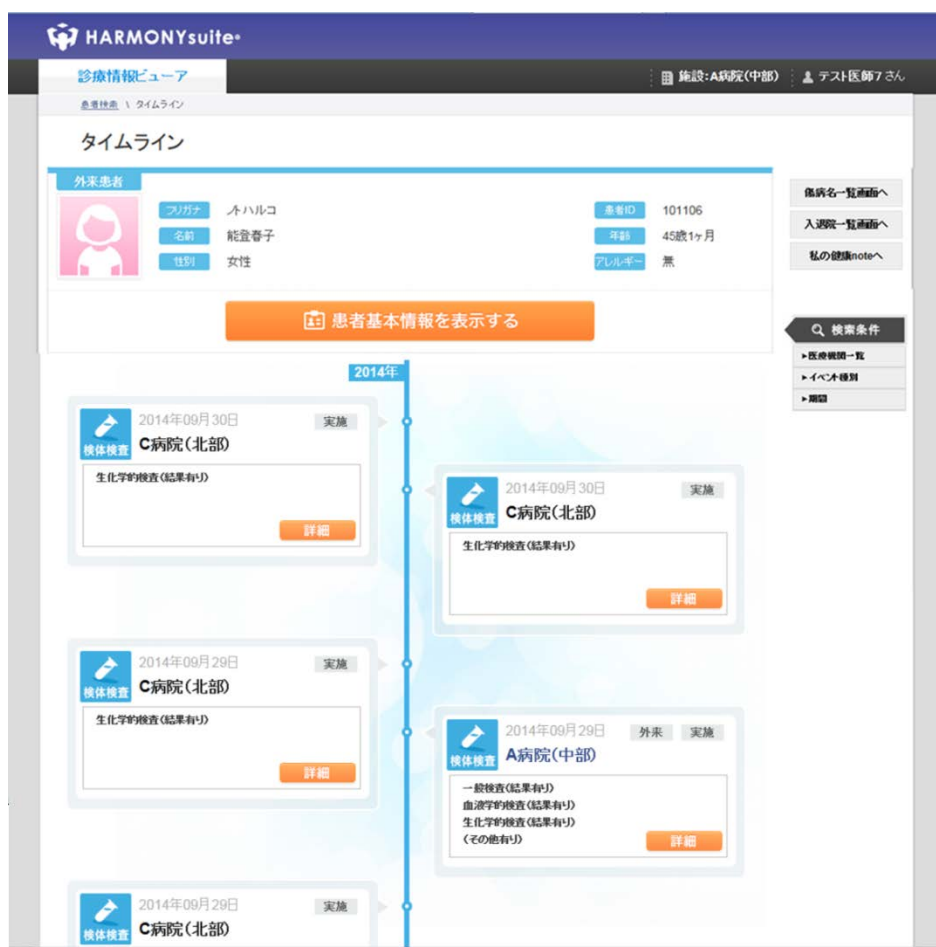 HARMONYsuite®
診療情報ビューア
施設:A病院(中部)
テスト医師7 さん
患者検索 \ タイムライン
タイムライン
外来患者
フリガナ ノトハルコ
患者ID 101106
名前 能登春子
年齢 45歳1ヶ月
性別 女性
アレルギー 無
傷病名一覧画面へ
入退院一覧画面へ
私の健康noteへ
患者基本情報を表示する
検索条件
▸医療機関一覧
▸イベント種別
▸期間
2014年
2014年09月30日 実施
検体検査 C病院(北部)
生化学的検査(結果有り)
詳細
2014年09月30日 実施
検体検査 C病院(北部)
生化学的検査(結果有り)
詳細
2014年09月29日 実施
検体検査 C病院(北部)
生化学的検査(結果有り)
詳細
2014年09月29日 外来 実施
検体検査 A病院(中部)
一般検査(結果有り)
血液学的検査(結果有り)
生化学的検査(結果有り)
(その他有り)
詳細
2014年09月29日 実施
検体検査 C病院(北部)